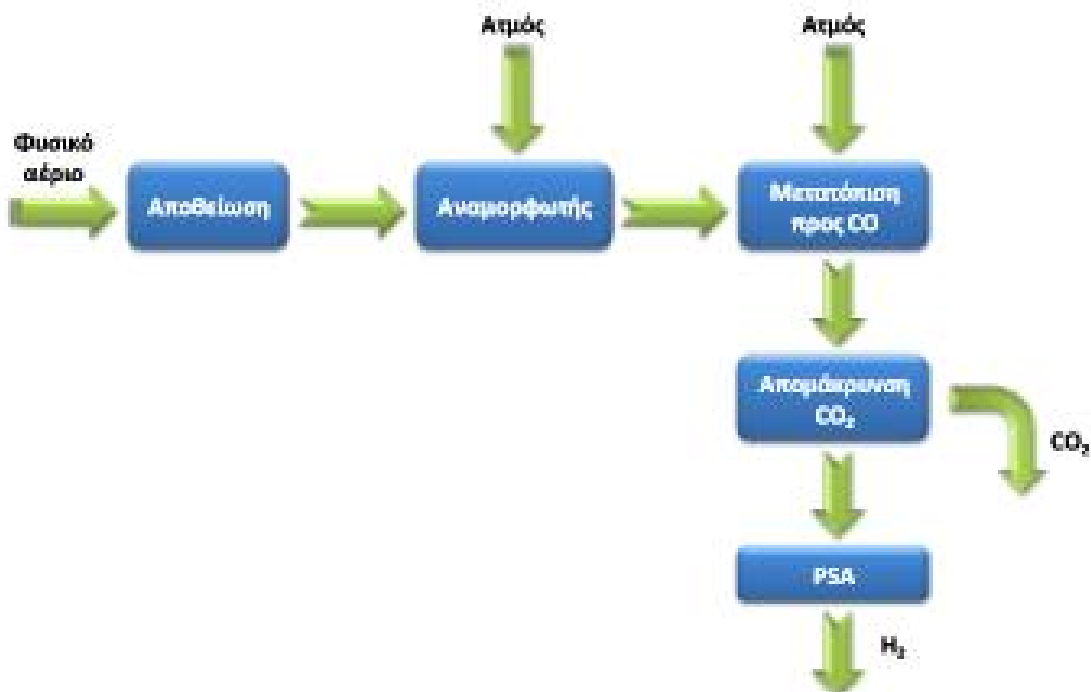 Ατμός
Ατμός
Φυσικό
αέριο
Αποθείωση
Αναμορφωτής
Μετατόπιση
προς CO
Απομάκρυνση
CO₂
CO₂
PSA
H₂